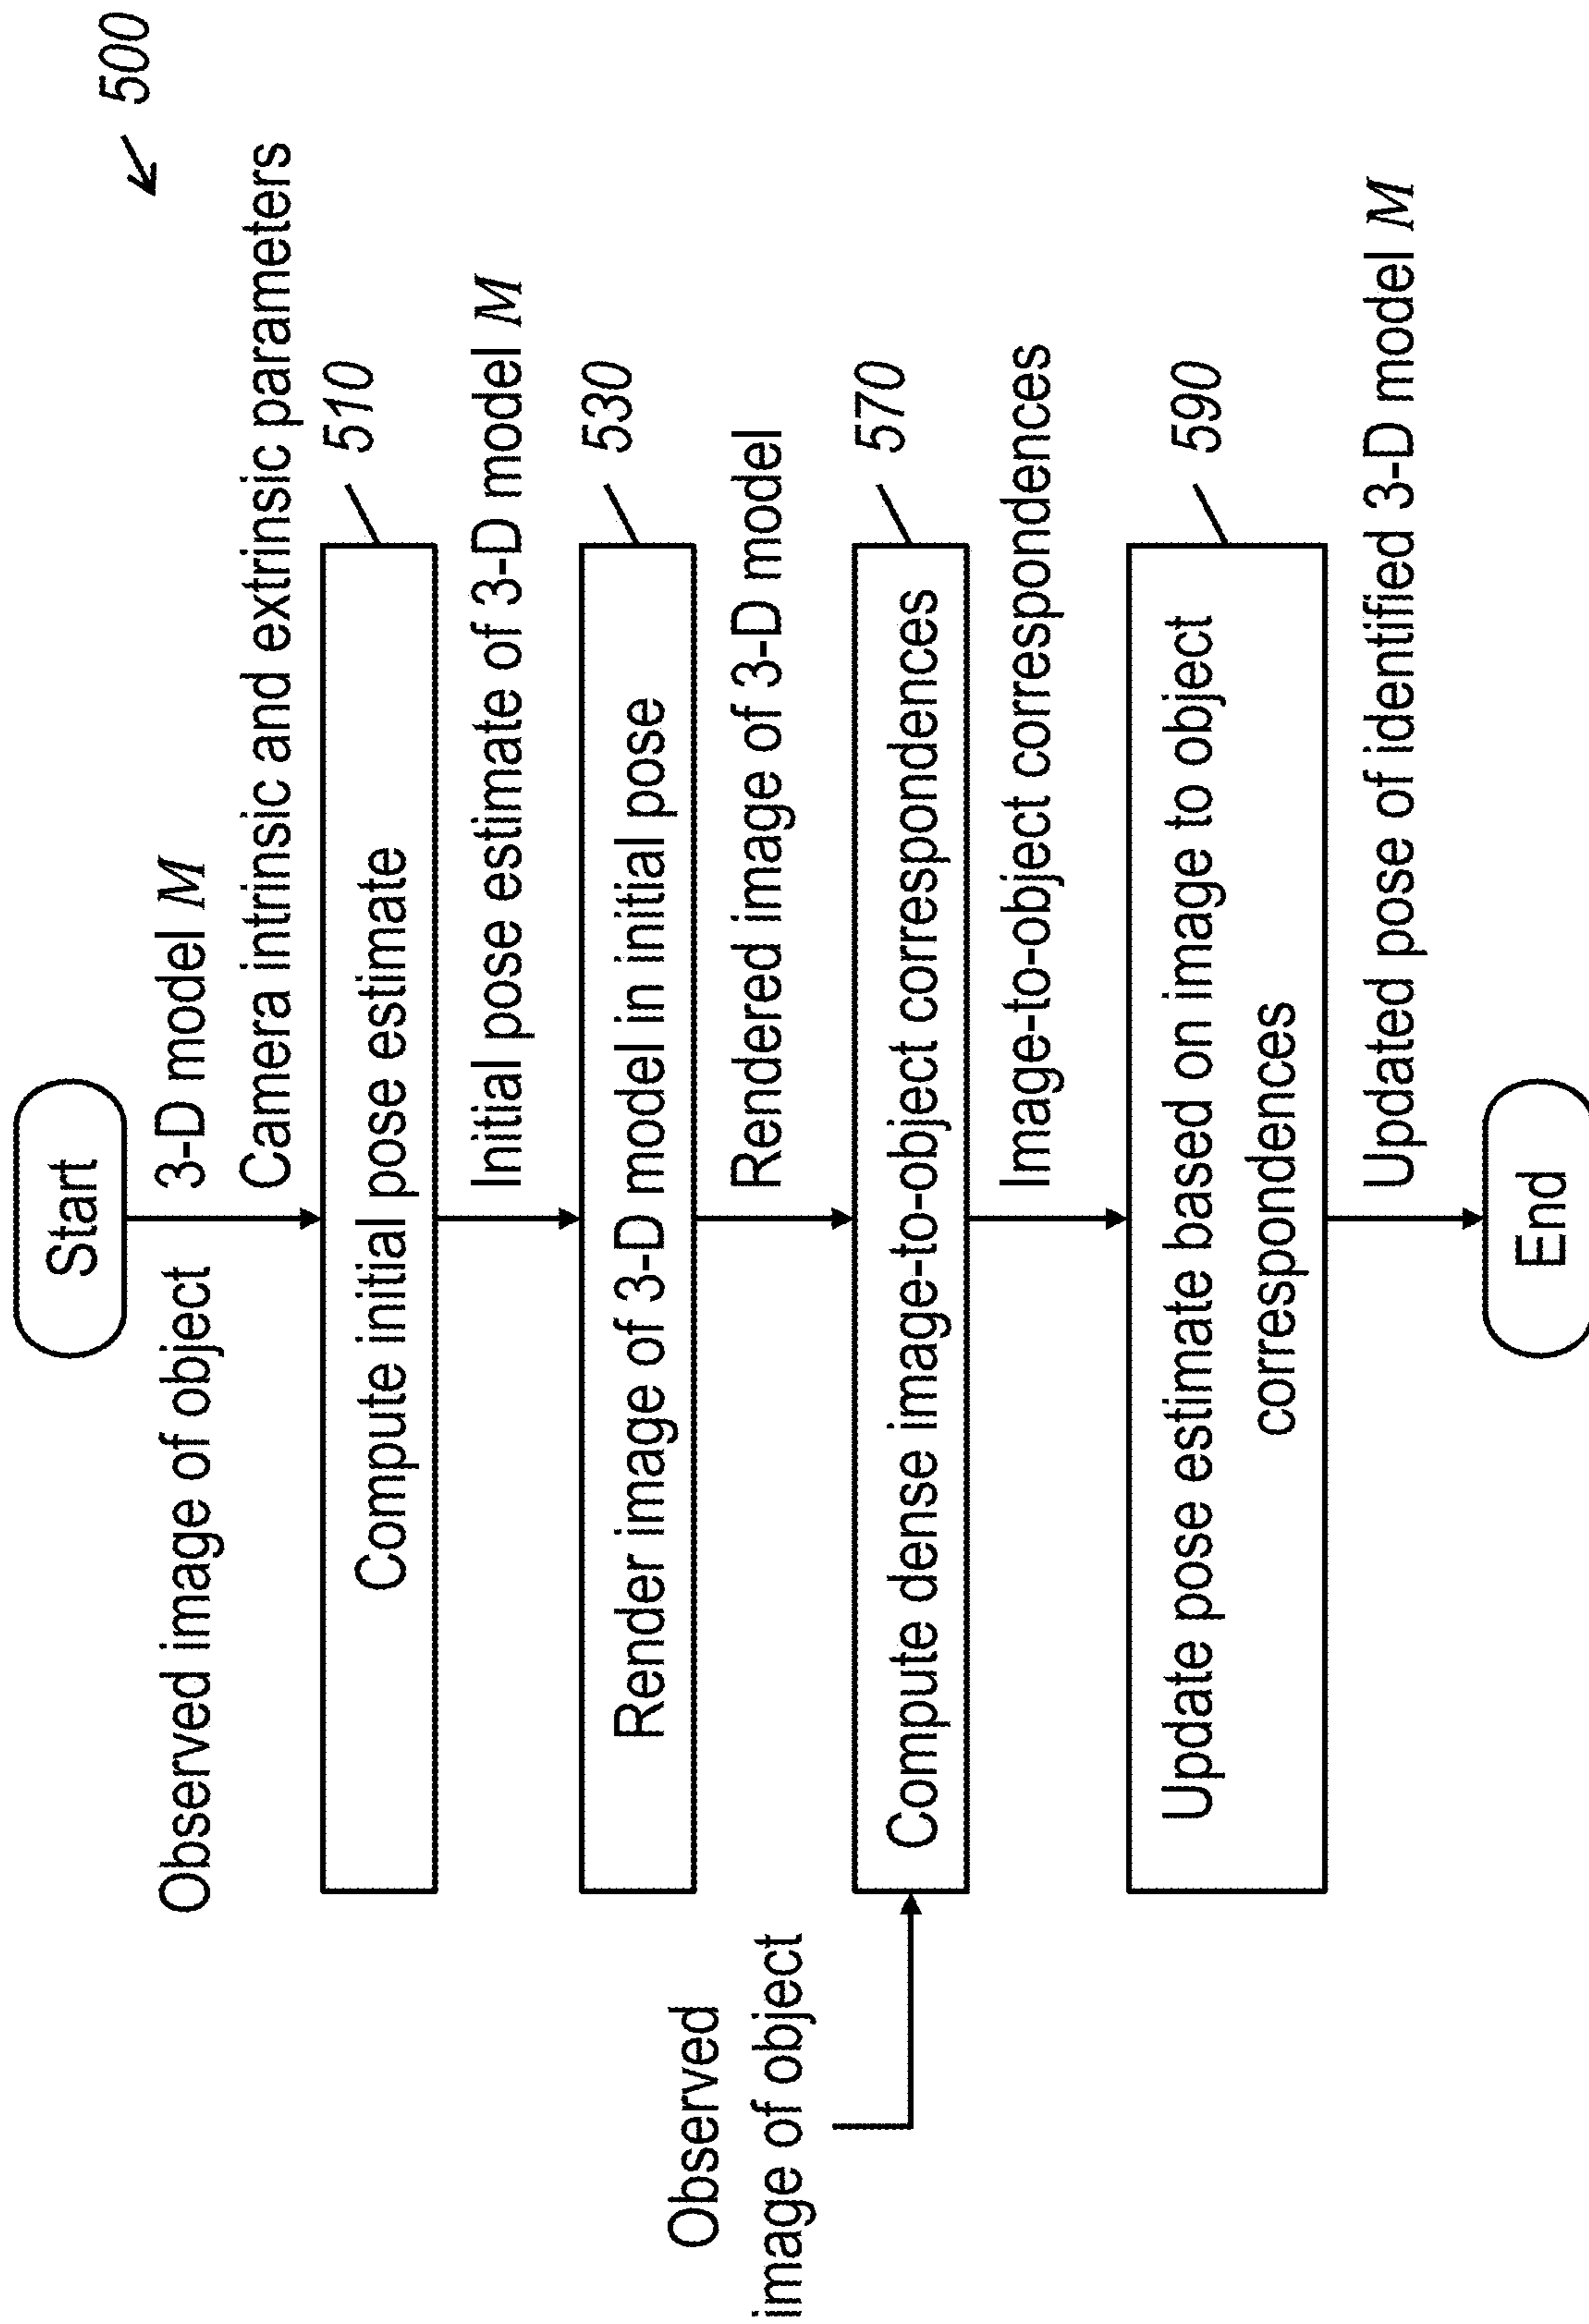 500
Start
Observed image of object
3-D model M
Camera intrinsic and extrinsic parameters
510
Compute initial pose estimate
Initial pose estimate of 3-D model M
530
Render image of 3-D model in initial pose
Rendered image of 3-D model
Observed
image of object
570
Compute dense image-to-object correspondences
Image-to-object correspondences
590
Update pose estimate based on image to object
correspondences
Updated pose of identified 3-D model M
End